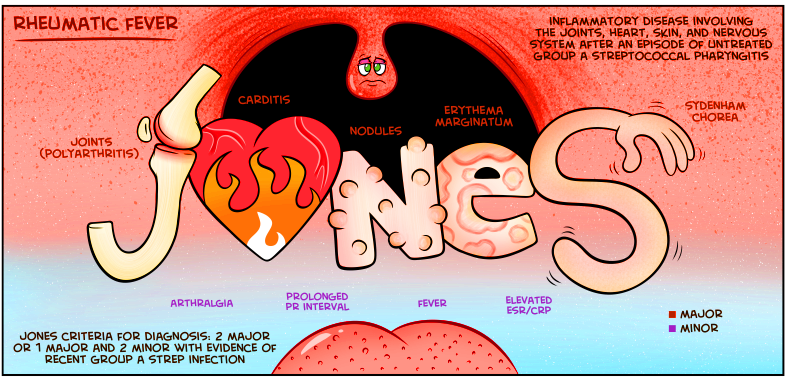 RHEUMATIC FEVER
INFLAMMATORY DISEASE INVOLVING
THE JOINTS, HEART, SKIN, AND NERVOUS
SYSTEM AFTER AN EPISODE OF UNTREATED
GROUP A STREPTOCOCCAL PHARYNGITIS
CARDITIS
NODULES
ERYTHEMA
MARGINATUM
SYDENHAM
CHOREA
JOINTS
(POLYARTHRITIS)
JONES
ARTHRALGIA
PROLONGED
PR INTERVAL
FEVER
ELEVATED
ESR/CRP
MAJOR
MINOR
JONES CRITERIA FOR DIAGNOSIS: 2 MAJOR
OR 1 MAJOR AND 2 MINOR WITH EVIDENCE OF
RECENT GROUP A STREP INFECTION